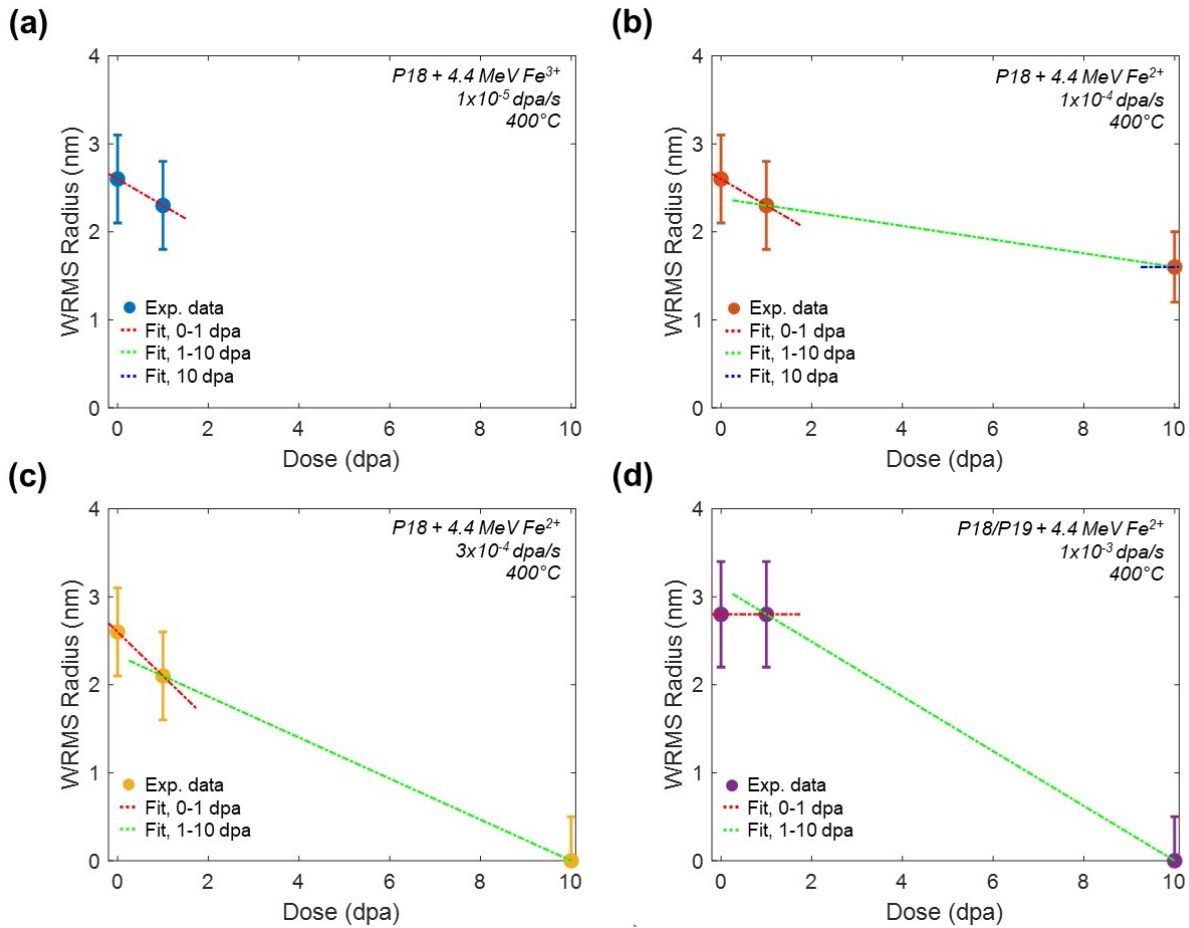 (a)
4
3
2
1
0
WRMS Radius (nm)
P18 + 4.4 MeV Fe³⁺
1x10⁻⁵ dpa/s
400°C
Exp. data
Fit, 0-1 dpa
Fit, 1-10 dpa
Fit, 10 dpa
0 2 4 6 8 10
Dose (dpa)
(b)
4
3
2
1
0
WRMS Radius (nm)
P18 + 4.4 MeV Fe²⁺
1x10⁻⁴ dpa/s
400°C
Exp. data
Fit, 0-1 dpa
Fit, 1-10 dpa
Fit, 10 dpa
0 2 4 6 8 10
Dose (dpa)
(c)
4
3
2
1
0
WRMS Radius (nm)
P18 + 4.4 MeV Fe²⁺
3x10⁻⁴ dpa/s
400°C
Exp. data
Fit, 0-1 dpa
Fit, 1-10 dpa
0 2 4 6 8 10
Dose (dpa)
(d)
4
3
2
1
0
WRMS Radius (nm)
P18/P19 + 4.4 MeV Fe²⁺
1x10⁻³ dpa/s
400°C
Exp. data
Fit, 0-1 dpa
Fit, 1-10 dpa
0 2 4 6 8 10
Dose (dpa)